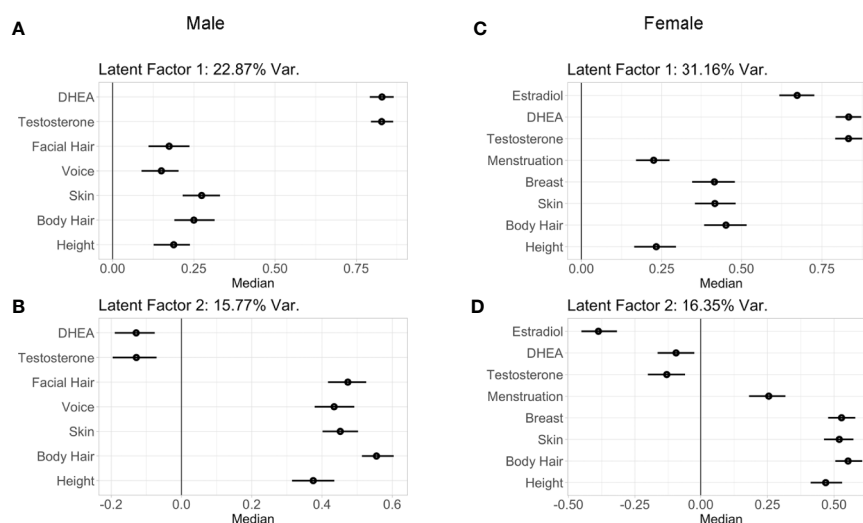 Male
A
Latent Factor 1: 22.87% Var.
DHEA
Testosterone
Facial Hair
Voice
Skin
Body Hair
Height
0.00 0.25 0.50 0.75
Median
B
Latent Factor 2: 15.77% Var.
DHEA
Testosterone
Facial Hair
Voice
Skin
Body Hair
Height
-0.2 0.0 0.2 0.4 0.6
Median
Female
C
Latent Factor 1: 31.16% Var.
Estradiol
DHEA
Testosterone
Menstruation
Breast
Skin
Body Hair
Height
0.00 0.25 0.50 0.75
Median
D
Latent Factor 2: 16.35% Var.
Estradiol
DHEA
Testosterone
Menstruation
Breast
Skin
Body Hair
Height
-0.50 -0.25 0.00 0.25 0.50
Median